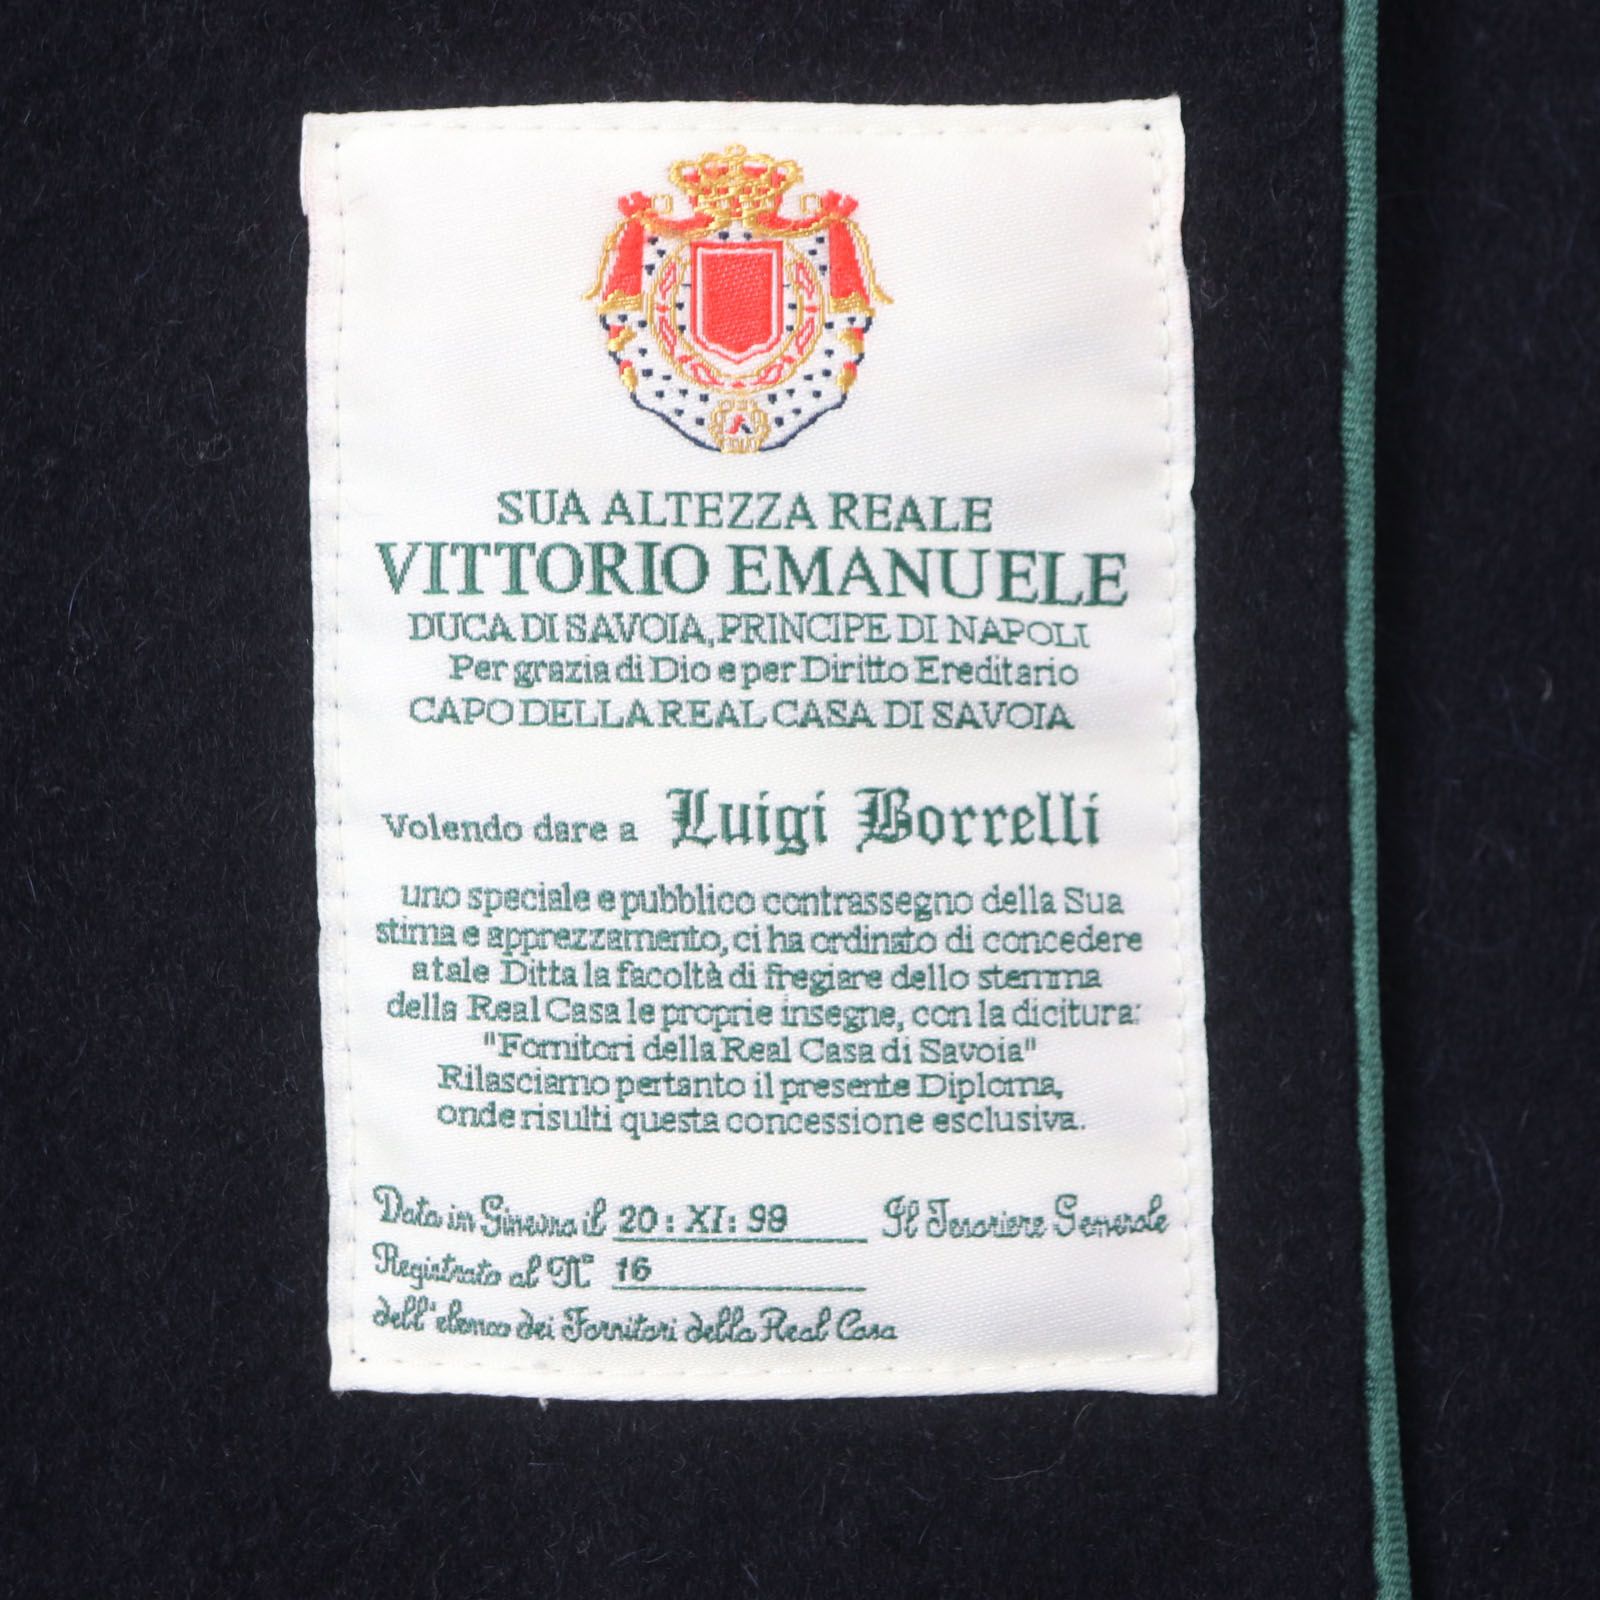 SUA ALTEZZA REALE
VITTORIO EMANUELE
DUCA DI SAVOIA, PRINCIPE DI NAPOLI
Per grazia di Dio e per Diritto Ereditario
CAPO DELLA REAL CASA DI SAVOIA
Volendo dare a Luigi Borrelli
uno speciale e pubblico contrassegno della Sua
stima e apprezzamento, ci ha ordinato di concedere
a tale Ditta la facoltà di fregiare dello stemma
della Real Casa le proprie insegne, con la dicitura:
"Fornitori della Real Casa di Savoia"
Rilasciamo pertanto il presente Diploma,
onde risulti questa concessione esclusiva.
Data in Ginevra il 20 : XI : 99 Il Tesoriere Generale
Registrato al N° 16
dell'elenco dei Fornitori della Real Casa